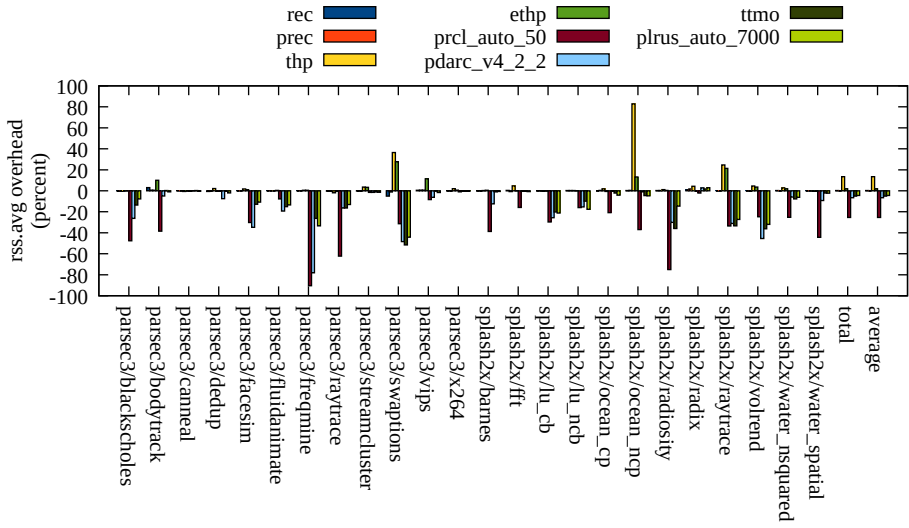 rec
prec
thp
ethp
prcl_auto_50
pdarc_v4_2_2
ttmo
plrus_auto_7000
rss.avg overhead
(percent)
100
80
60
40
20
0
-20
-40
-60
-80
-100
parsec3/blackscholes
parsec3/bodytrack
parsec3/canneal
parsec3/dedup
parsec3/facesim
parsec3/fluidanimate
parsec3/freqmine
parsec3/raytrace
parsec3/streamcluster
parsec3/swaptions
parsec3/vips
parsec3/x264
splash2x/barnes
splash2x/fft
splash2x/lu_cb
splash2x/lu_ncb
splash2x/ocean_cp
splash2x/ocean_ncp
splash2x/radiosity
splash2x/radix
splash2x/raytrace
splash2x/volrend
splash2x/water_nsquared
splash2x/water_spatial
total
average